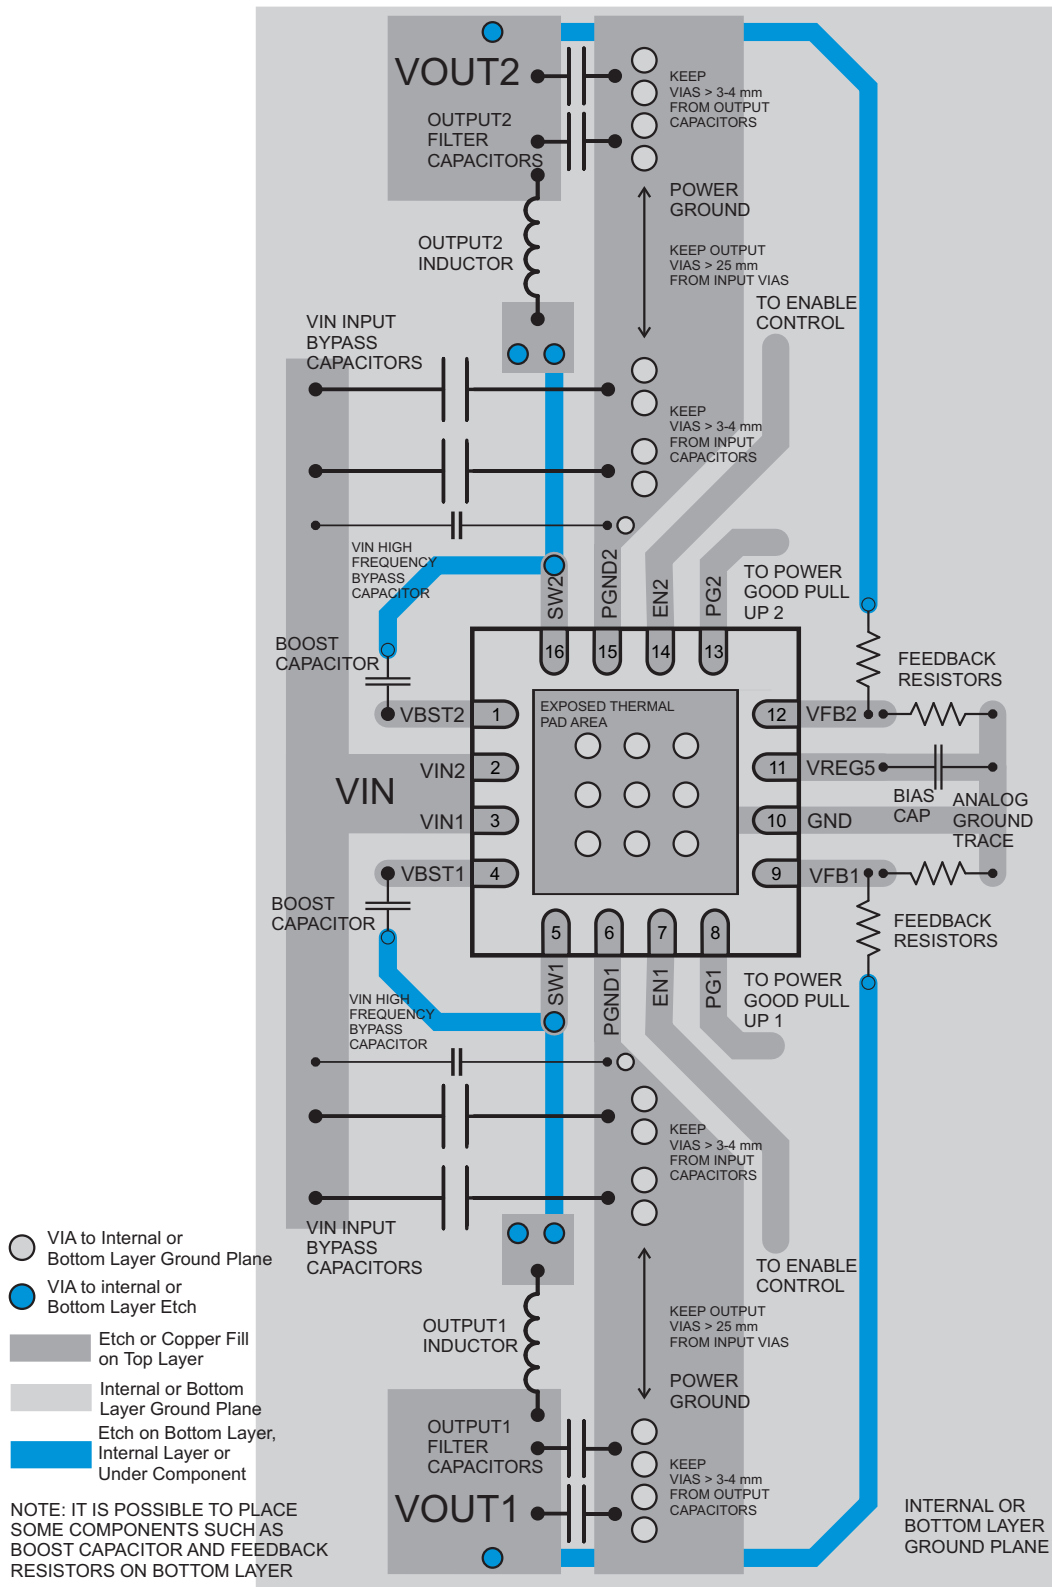 VOUT2
OUTPUT2
FILTER
CAPACITORS
KEEP
VIAS > 3-4 mm
FROM OUTPUT
CAPACITORS
POWER
GROUND
OUTPUT2
INDUCTOR
KEEP OUTPUT
VIAS > 25 mm
FROM INPUT VIAS
TO ENABLE
CONTROL
VIN INPUT
BYPASS
CAPACITORS
KEEP
VIAS > 3-4 mm
FROM INPUT
CAPACITORS
VIN HIGH
FREQUENCY
BYPASS
CAPACITOR
SW2
PGND2
EN2
PG2
TO POWER
GOOD PULL
UP 2
BOOST
CAPACITOR
16
15
14
13
FEEDBACK
RESISTORS
VBST2
1
EXPOSED THERMAL
PAD AREA
12
VFB2
VIN
VIN2
2
11
VREG5
BIAS
CAP
ANALOG
GROUND
TRACE
VIN1
3
10
GND
VBST1
4
9
VFB1
BOOST
CAPACITOR
5
6
7
8
FEEDBACK
RESISTORS
SW1
PGND1
EN1
PG1
TO POWER
GOOD PULL
UP 1
VIN HIGH
FREQUENCY
BYPASS
CAPACITOR
KEEP
VIAS > 3-4 mm
FROM INPUT
CAPACITORS
VIN INPUT
BYPASS
CAPACITORS
TO ENABLE
CONTROL
OUTPUT1
INDUCTOR
KEEP OUTPUT
VIAS > 25 mm
FROM INPUT VIAS
POWER
GROUND
OUTPUT1
FILTER
CAPACITORS
KEEP
VIAS > 3-4 mm
FROM OUTPUT
CAPACITORS
VOUT1
INTERNAL OR
BOTTOM LAYER
GROUND PLANE
VIA to Internal or
Bottom Layer Ground Plane
VIA to internal or
Bottom Layer Etch
Etch or Copper Fill
on Top Layer
Internal or Bottom
Layer Ground Plane
Etch on Bottom Layer,
Internal Layer or
Under Component
NOTE: IT IS POSSIBLE TO PLACE
SOME COMPONENTS SUCH AS
BOOST CAPACITOR AND FEEDBACK
RESISTORS ON BOTTOM LAYER